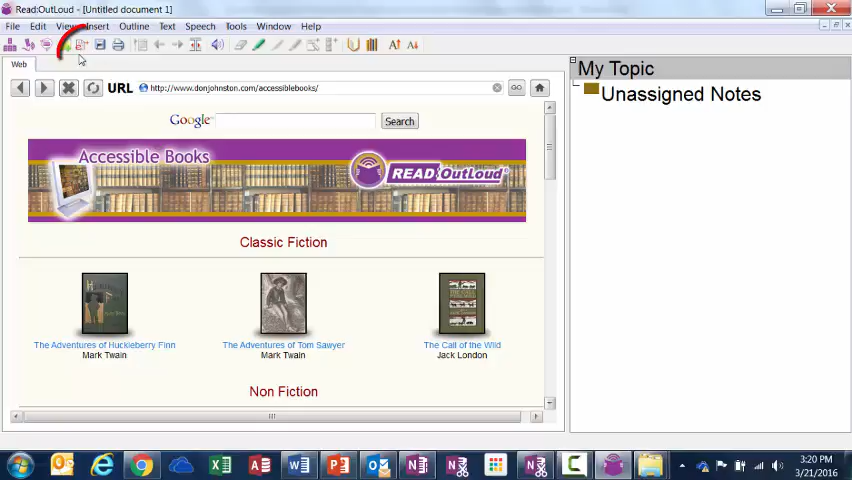 Read:OutLoud - [Untitled document 1]
File Edit View Insert Outline Text Speech Tools Window Help
Web
URL http://www.donjohnston.com/accessiblebooks/
Google Search
Accessible Books READ:OutLoud
Classic Fiction
The Adventures of Huckleberry Finn
Mark Twain
The Adventures of Tom Sawyer
Mark Twain
The Call of the Wild
Jack London
Non Fiction
My Topic
Unassigned Notes
3:20 PM
3/21/2016